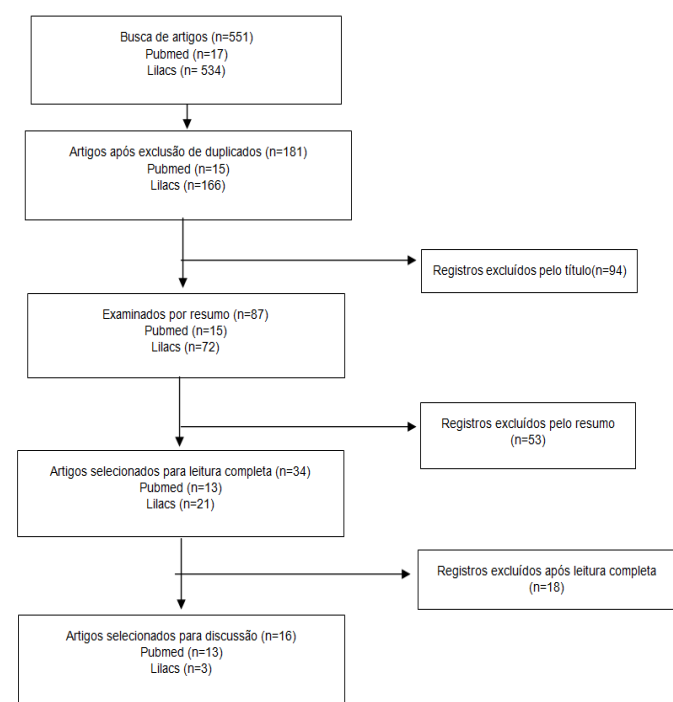 Busca de artigos (n=551)
Pubmed (n=17)
Lilacs (n= 534)
Artigos após exclusão de duplicados (n=181)
Pubmed (n=15)
Lilacs (n=166)
Registros excluídos pelo título(n=94)
Examinados por resumo (n=87)
Pubmed (n=15)
Lilacs (n=72)
Registros excluídos pelo resumo
(n=53)
Artigos selecionados para leitura completa (n=34)
Pubmed (n=13)
Lilacs (n=21)
Registros excluídos após leitura completa
(n=18)
Artigos selecionados para discussão (n=16)
Pubmed (n=13)
Lilacs (n=3)